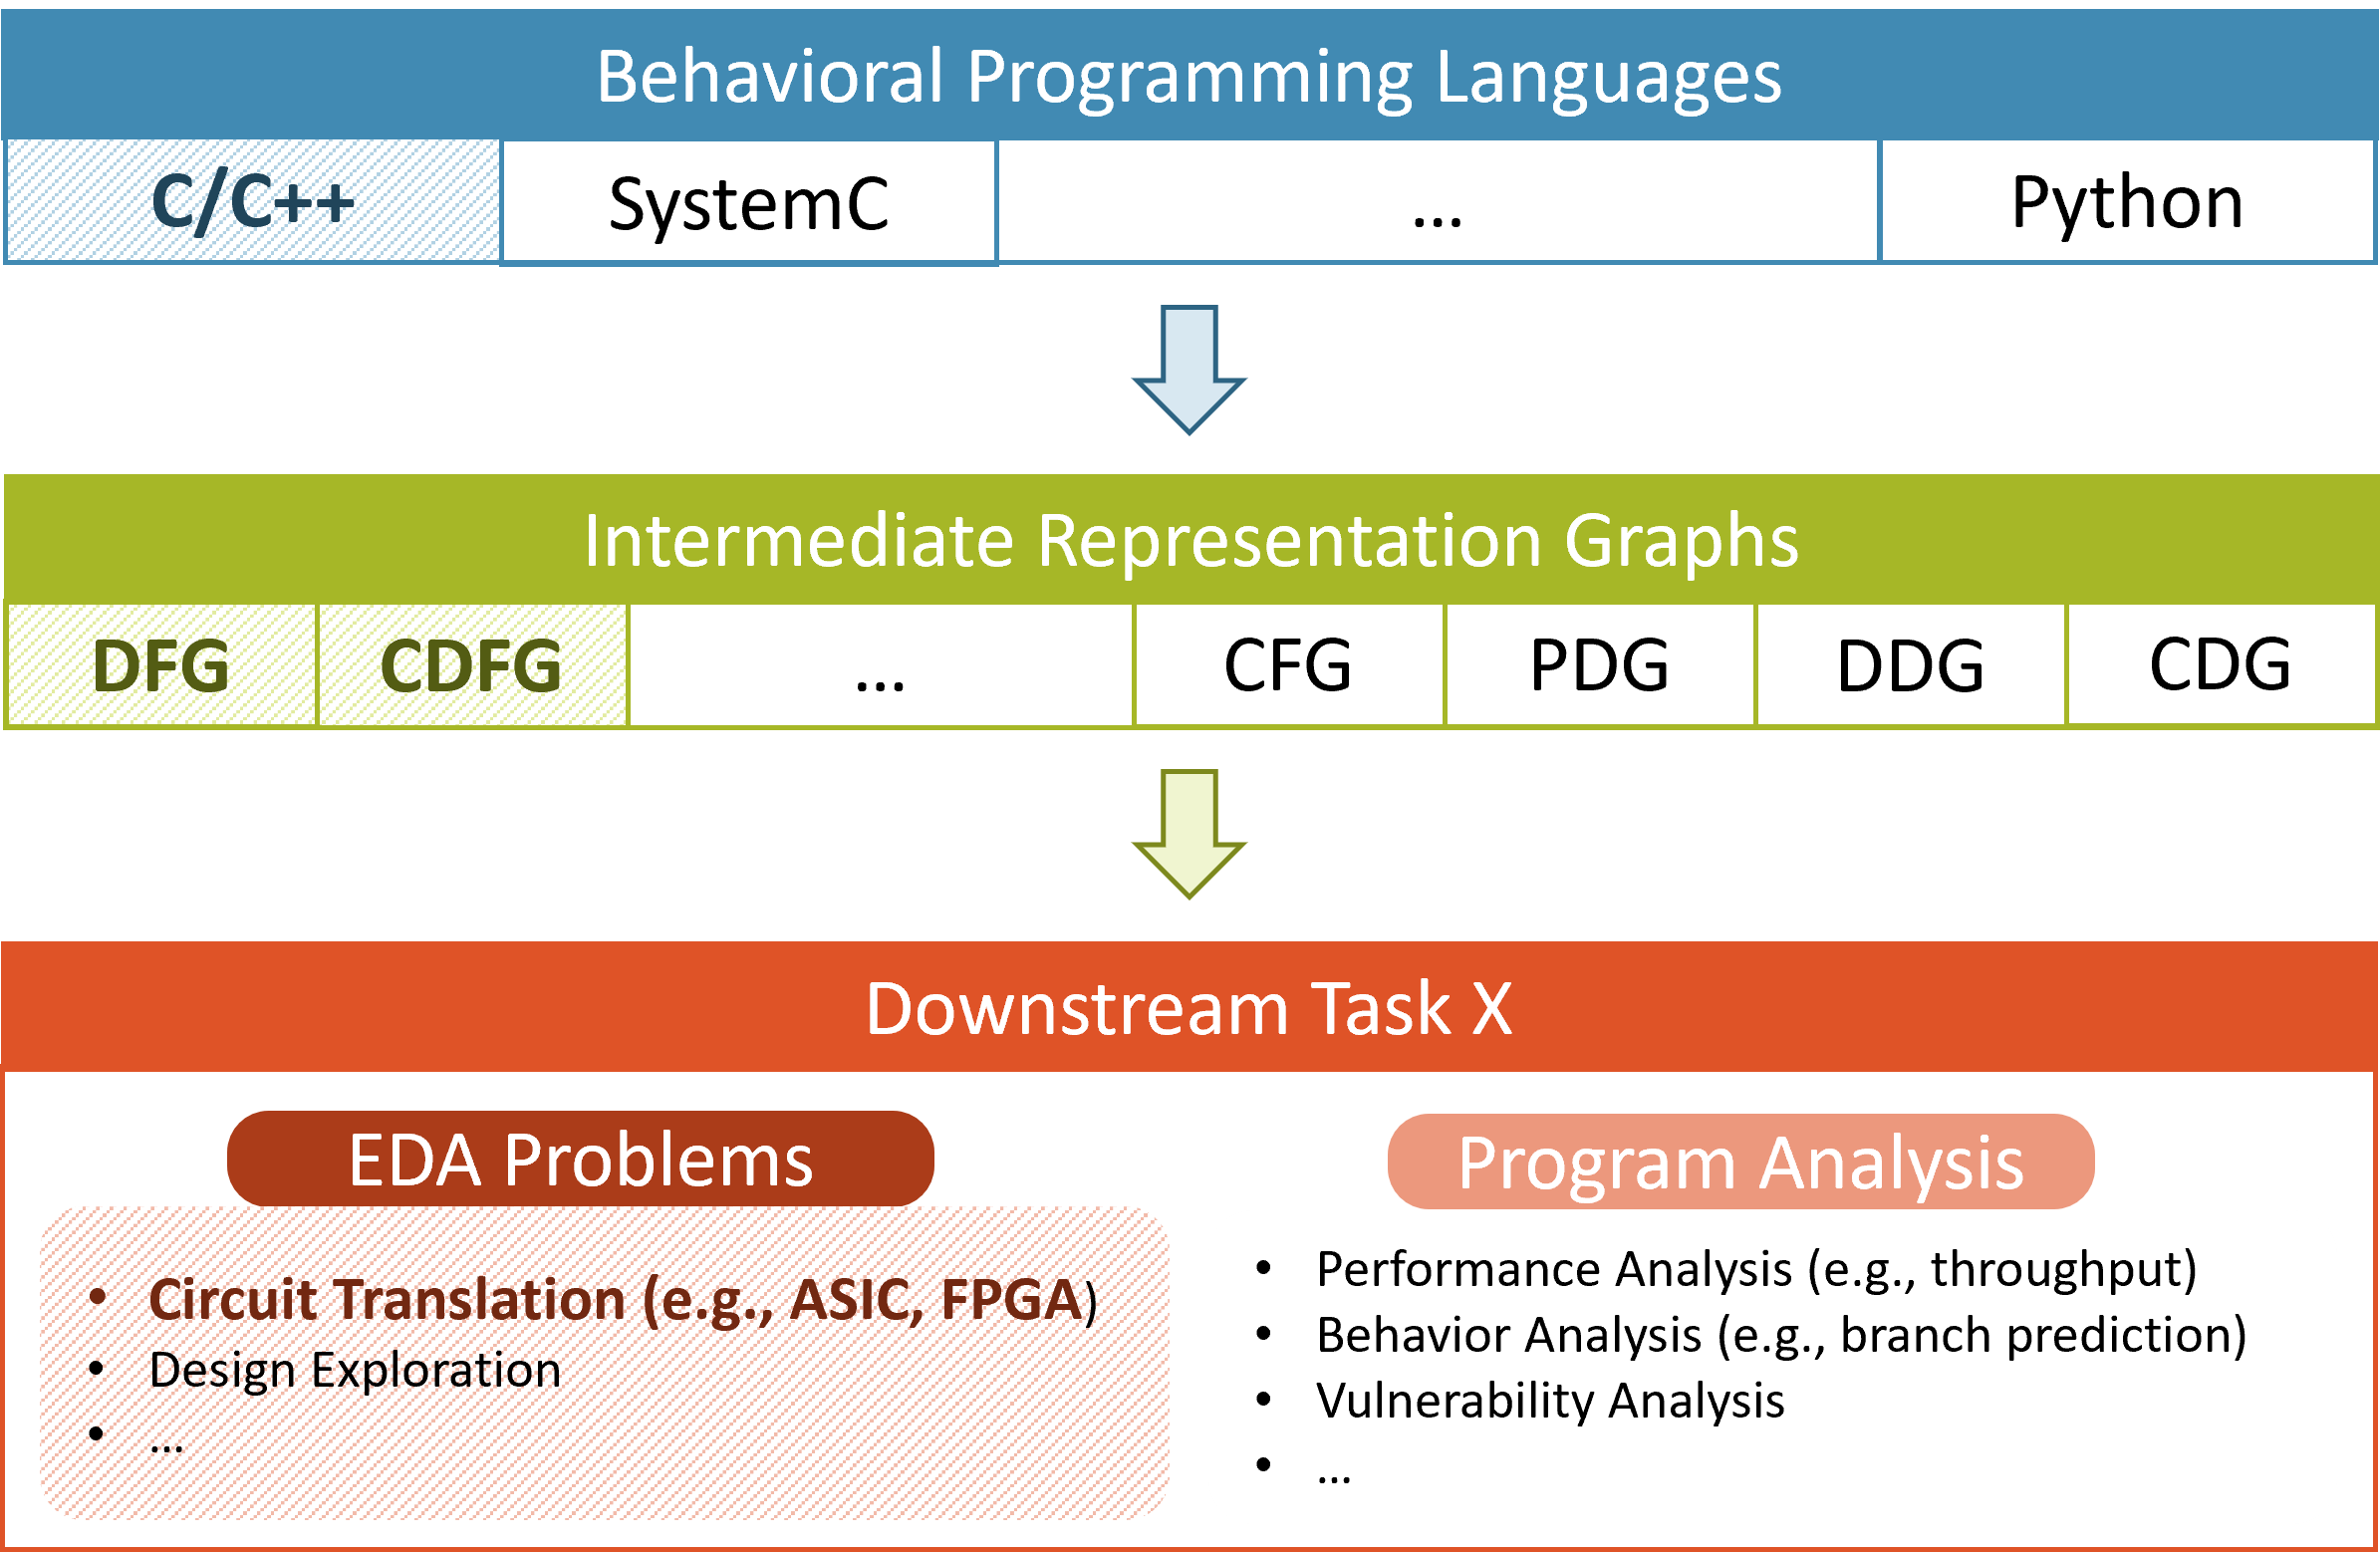 Behavioral Programming Languages
C/C++ SystemC ... Python
Intermediate Representation Graphs
DFG CDFG ... CFG PDG DDG CDG
Downstream Task X
EDA Problems
• Circuit Translation (e.g., ASIC, FPGA)
• Design Exploration
• ...
Program Analysis
• Performance Analysis (e.g., throughput)
• Behavior Analysis (e.g., branch prediction)
• Vulnerability Analysis
• ...